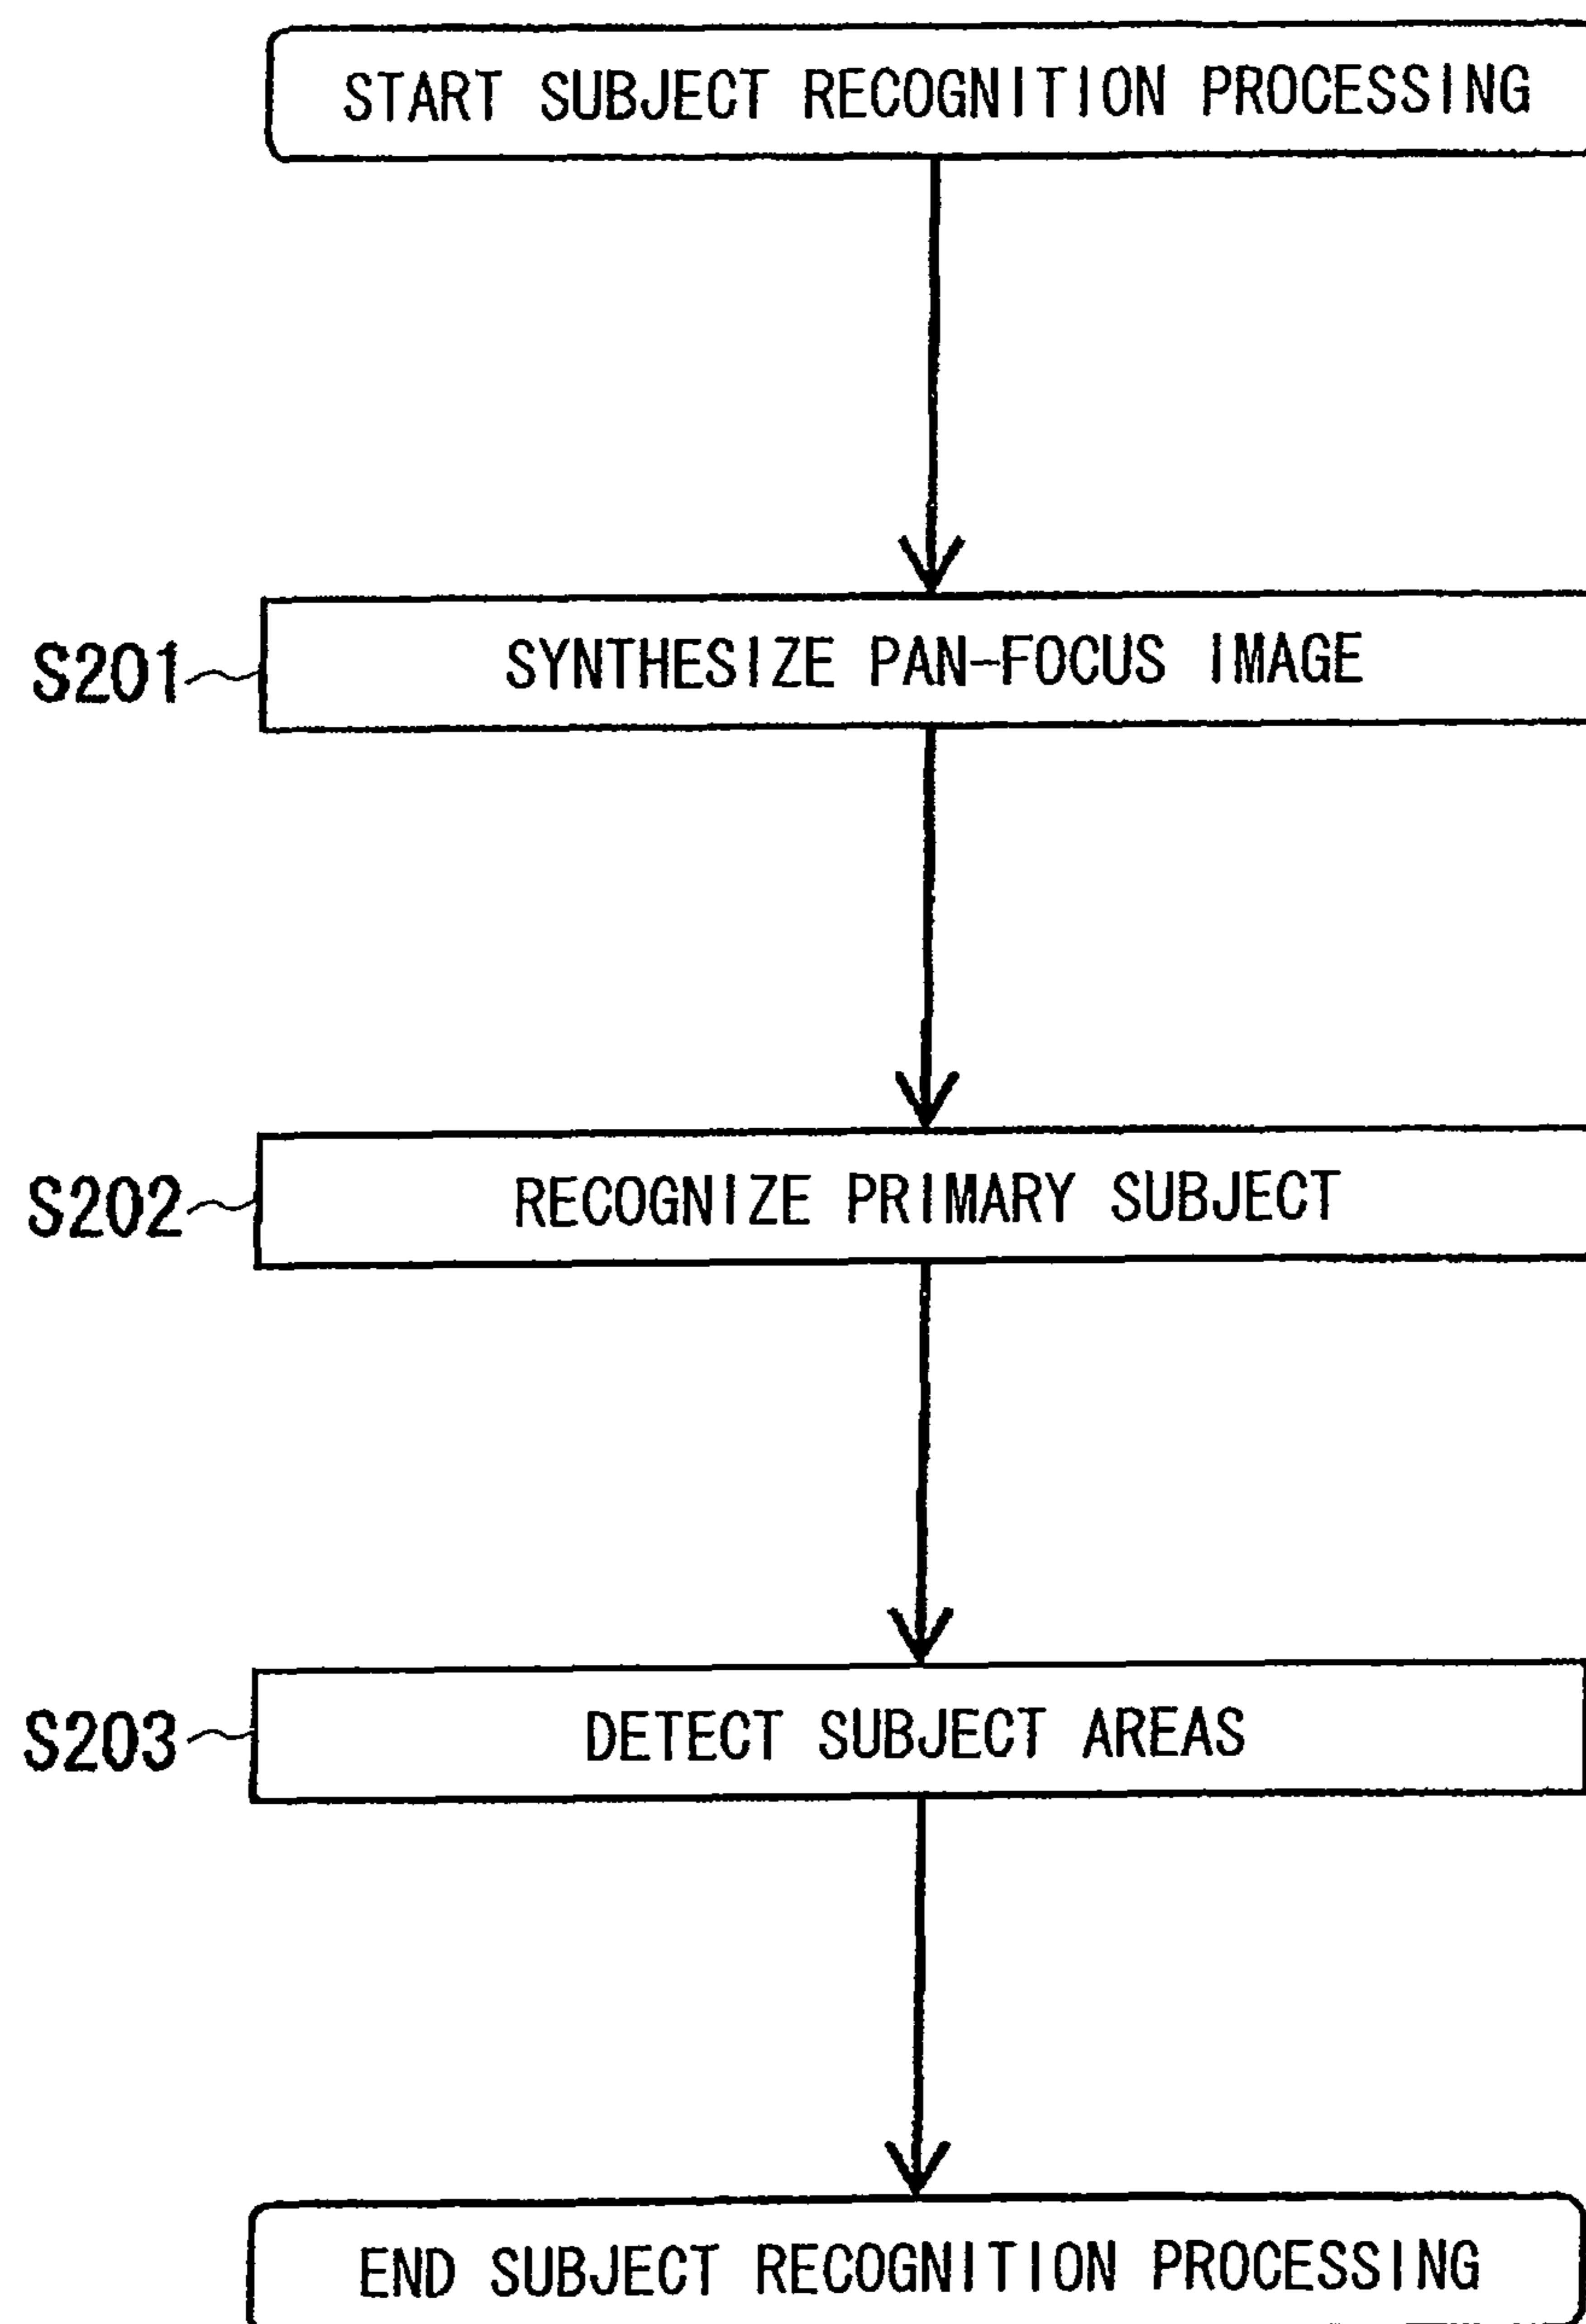 START SUBJECT RECOGNITION PROCESSING
S201
SYNTHESIZE PAN-FOCUS IMAGE
S202
RECOGNIZE PRIMARY SUBJECT
S203
DETECT SUBJECT AREAS
END SUBJECT RECOGNITION PROCESSING